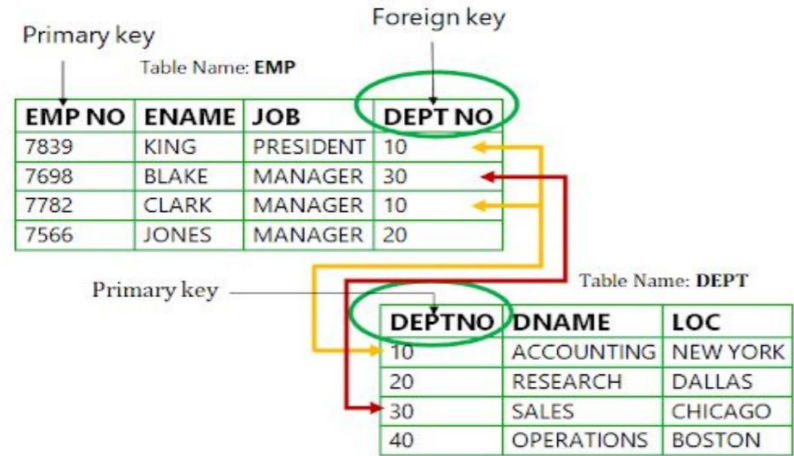 Foreign key
Primary key
Table Name: EMP
EMP NO ENAME JOB DEPT NO
7839 KING PRESIDENT 10
7698 BLAKE MANAGER 30
7782 CLARK MANAGER 10
7566 JONES MANAGER 20
Primary key
Table Name: DEPT
DEPTNO DNAME LOC
10 ACCOUNTING NEW YORK
20 RESEARCH DALLAS
30 SALES CHICAGO
40 OPERATIONS BOSTON